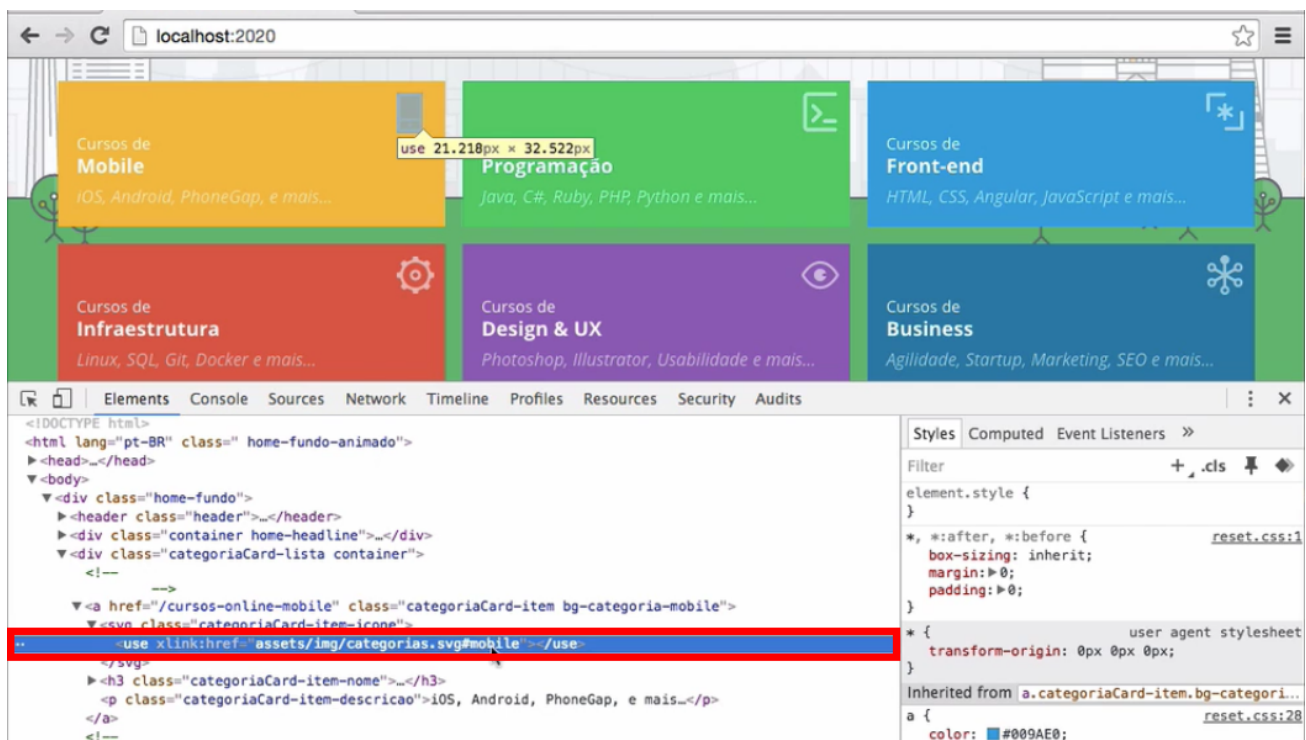 localhost:2020
Cursos de
Mobile
iOS, Android, PhoneGap, e mais...
use 21.218px × 32.522px
Programação
Java, C#, Ruby, PHP, Python e mais...
Cursos de
Front-end
HTML, CSS, Angular, JavaScript e mais...
Cursos de
Infraestrutura
Linux, SQL, Git, Docker e mais...
Cursos de
Design & UX
Photoshop, Illustrator, Usabilidade e mais...
Cursos de
Business
Agilidade, Startup, Marketing, SEO e mais...
Elements Console Sources Network Timeline Profiles Resources Security Audits
<!DOCTYPE html>
<html lang="pt-BR" class=" home-fundo-animado">
▶<head>…</head>
▼<body>
▼<div class="home-fundo">
▶<header class="header">…</header>
▶<div class="container home-headline">…</div>
▼<div class="categoriaCard-lista container">
<!--
-->
▼<a href="/cursos-online-mobile" class="categoriaCard-item bg-categoria-mobile">
▼<svg class="categoriaCard-item-icone">
<use xlink:href="assets/img/categorias.svg#mobile"></use>
</svg>
▶<h3 class="categoriaCard-item-nome">…</h3>
<p class="categoriaCard-item-descricao">iOS, Android, PhoneGap, e mais…</p>
</a>
<!--
Styles Computed Event Listeners »
Filter + .cls
element.style {
}
*, *:after, *:before { reset.css:1
box-sizing: inherit;
margin:▶0;
padding:▶0;
}
* { user agent stylesheet
transform-origin: 0px 0px 0px;
}
Inherited from a.categoriaCard-item.bg-categori...
a { reset.css:28
color: #009AE0;